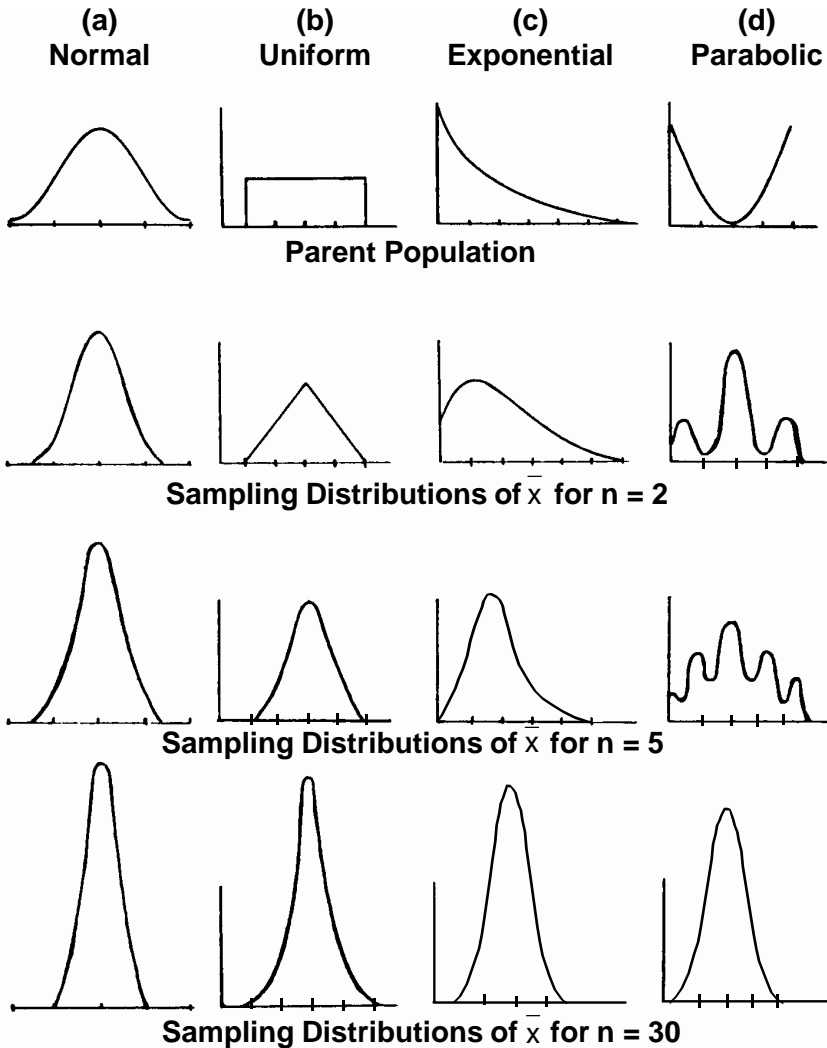 (a) (b) (c) (d)
Normal Uniform Exponential Parabolic
Parent Population
Sampling Distributions of x̄ for n = 2
Sampling Distributions of x̄ for n = 5
Sampling Distributions of x̄ for n = 30